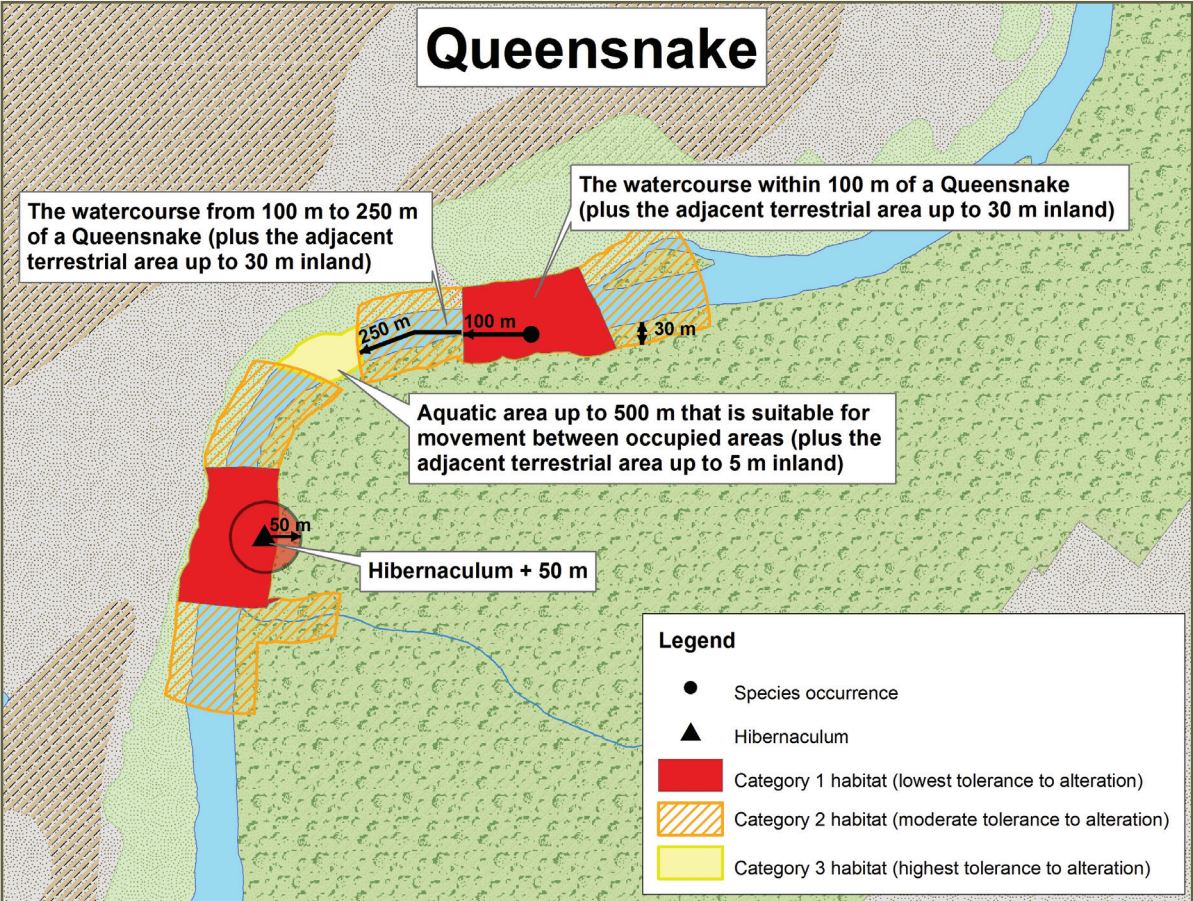 Queensnake
The watercourse within 100 m of a Queensnake
(plus the adjacent terrestrial area up to 30 m inland)
The watercourse from 100 m to 250 m
of a Queensnake (plus the adjacent
terrestrial area up to 30 m inland)
250 m
100 m
30 m
Aquatic area up to 500 m that is suitable for
movement between occupied areas (plus the
adjacent terrestrial area up to 5 m inland)
50 m
Hibernaculum + 50 m
Legend
Species occurrence
Hibernaculum
Category 1 habitat (lowest tolerance to alteration)
Category 2 habitat (moderate tolerance to alteration)
Category 3 habitat (highest tolerance to alteration)